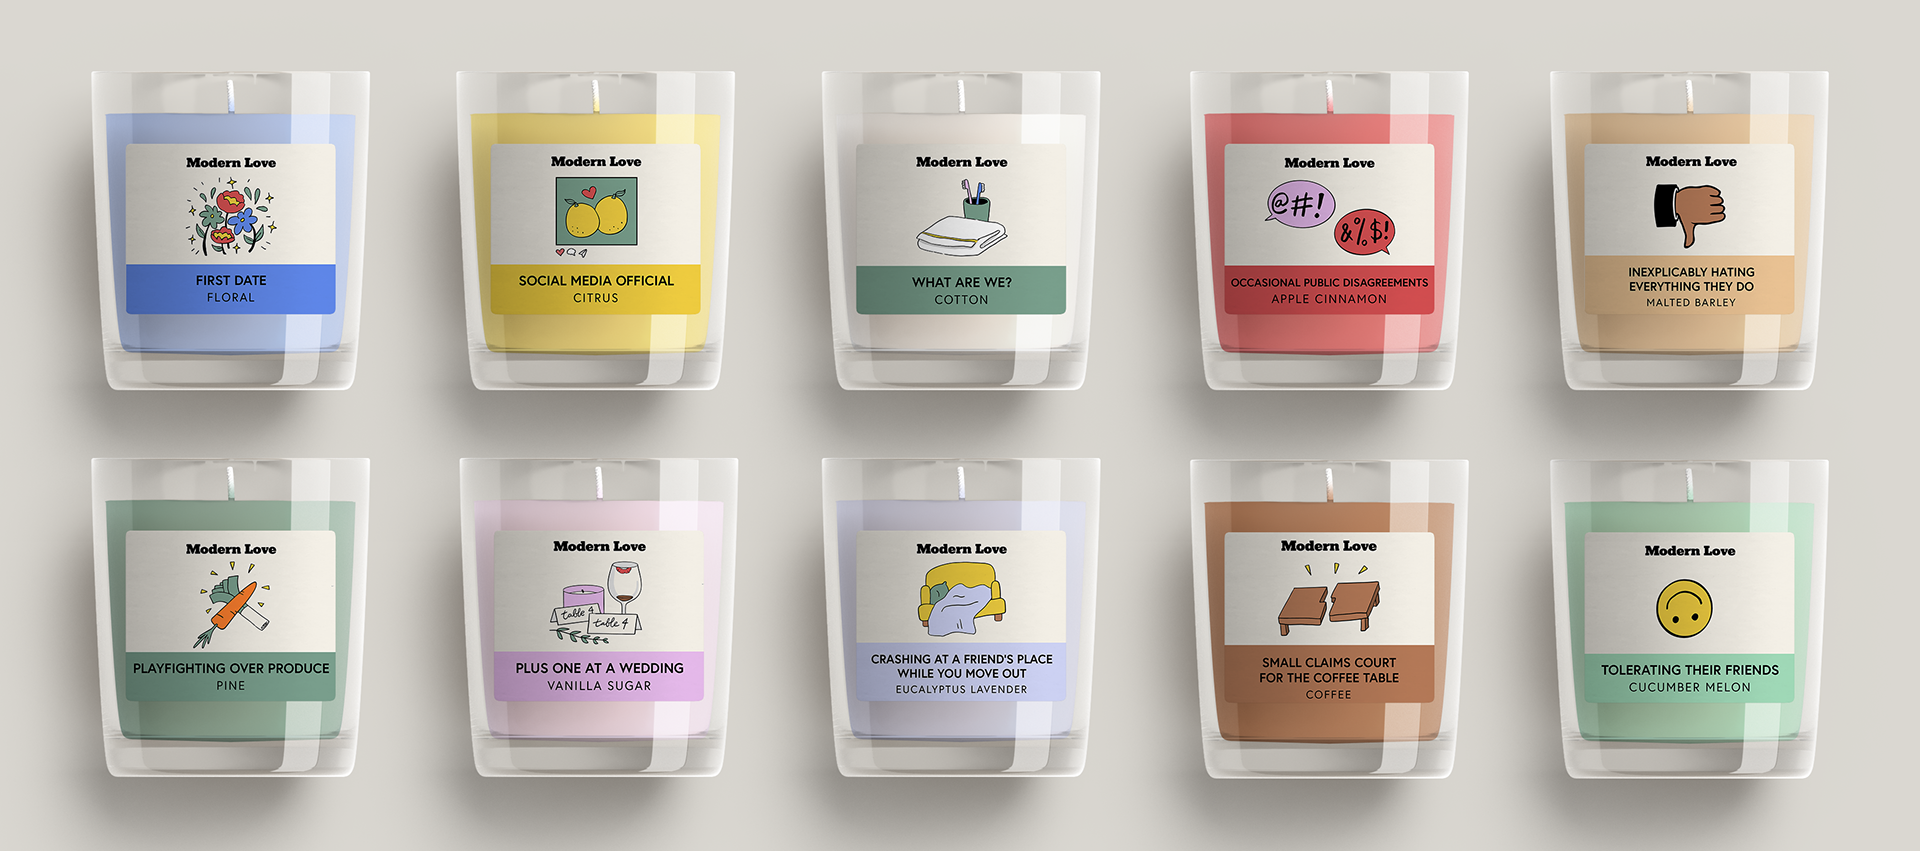 Modern Love
FIRST DATE
FLORAL
Modern Love
SOCIAL MEDIA OFFICIAL
CITRUS
Modern Love
WHAT ARE WE?
COTTON
Modern Love
@#!
&%$!
OCCASIONAL PUBLIC DISAGREEMENTS
APPLE CINNAMON
Modern Love
INEXPLICABLY HATING
EVERYTHING THEY DO
MALTED BARLEY
Modern Love
PLAYFIGHTING OVER PRODUCE
PINE
Modern Love
table 4
table 4
PLUS ONE AT A WEDDING
VANILLA SUGAR
Modern Love
CRASHING AT A FRIEND'S PLACE
WHILE YOU MOVE OUT
EUCALYPTUS LAVENDER
Modern Love
SMALL CLAIMS COURT
FOR THE COFFEE TABLE
COFFEE
Modern Love
TOLERATING THEIR FRIENDS
CUCUMBER MELON